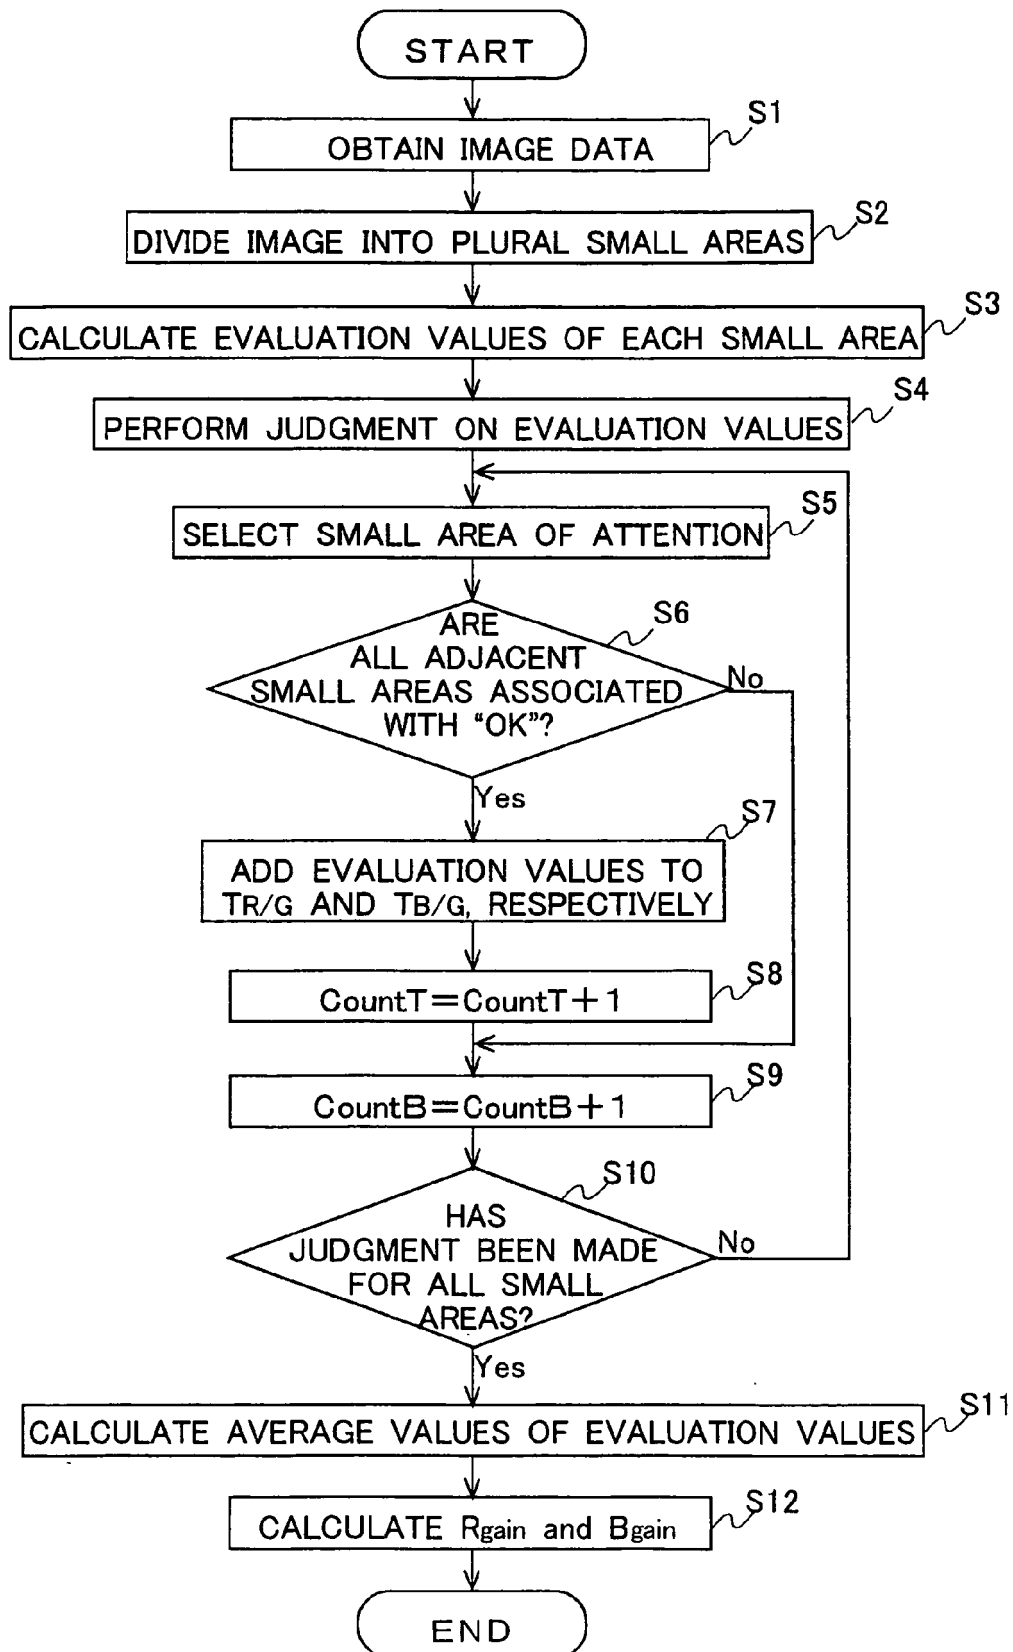 START
S1
OBTAIN IMAGE DATA
S2
DIVIDE IMAGE INTO PLURAL SMALL AREAS
S3
CALCULATE EVALUATION VALUES OF EACH SMALL AREA
S4
PERFORM JUDGMENT ON EVALUATION VALUES
S5
SELECT SMALL AREA OF ATTENTION
S6
ARE
ALL ADJACENT
SMALL AREAS ASSOCIATED
WITH “OK”?
No
Yes
S7
ADD EVALUATION VALUES TO
TR/G AND TB/G, RESPECTIVELY
S8
CountT=CountT+1
S9
CountB=CountB+1
S10
HAS
JUDGMENT BEEN MADE
FOR ALL SMALL
AREAS?
No
Yes
S11
CALCULATE AVERAGE VALUES OF EVALUATION VALUES
S12
CALCULATE Rgain and Bgain
END